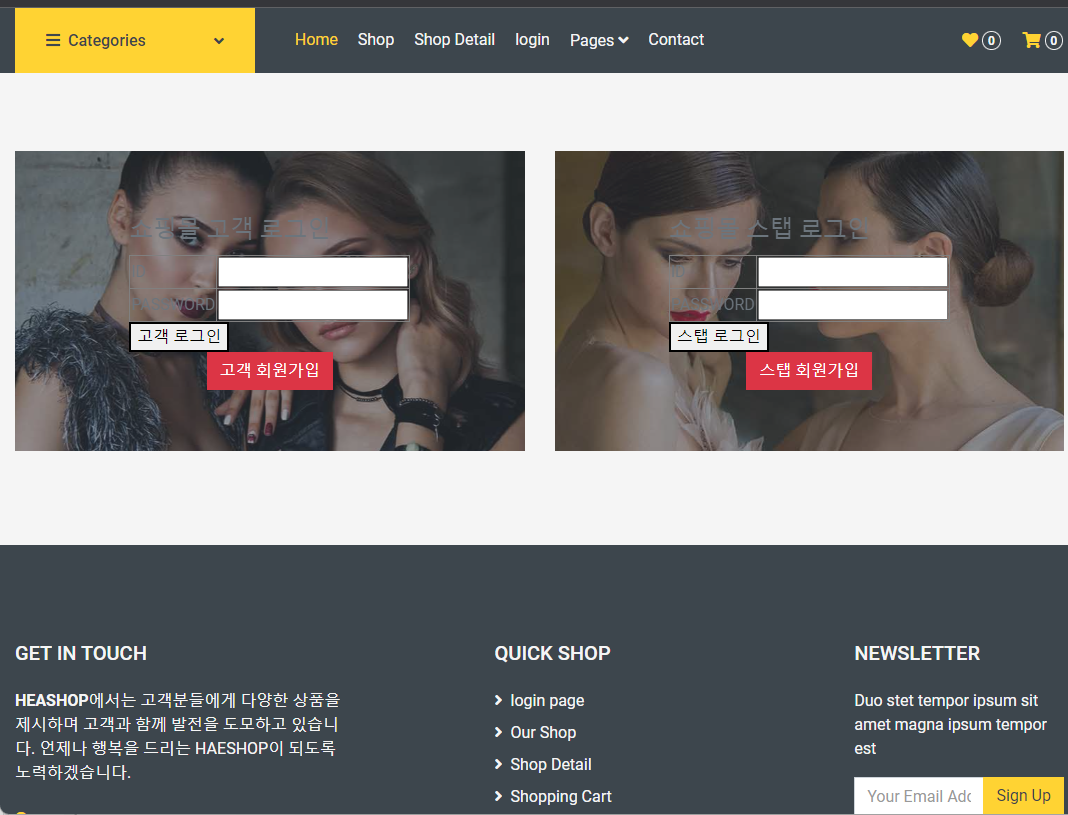 Categories
Home Shop Shop Detail login Pages Contact
0 0
쇼핑몰 고객 로그인
ID
PASSWORD
고객 로그인
고객 회원가입
쇼핑몰 스탭 로그인
ID
PASSWORD
스탭 로그인
스탭 회원가입
GET IN TOUCH
HEASHOP에서는 고객분들에게 다양한 상품을
제시하며 고객과 함께 발전을 도모하고 있습니
다. 언제나 행복을 드리는 HAESHOP이 되도록
노력하겠습니다.
QUICK SHOP
login page
Our Shop
Shop Detail
Shopping Cart
NEWSLETTER
Duo stet tempor ipsum sit
amet magna ipsum tempor
est
Your Email Add
Sign Up